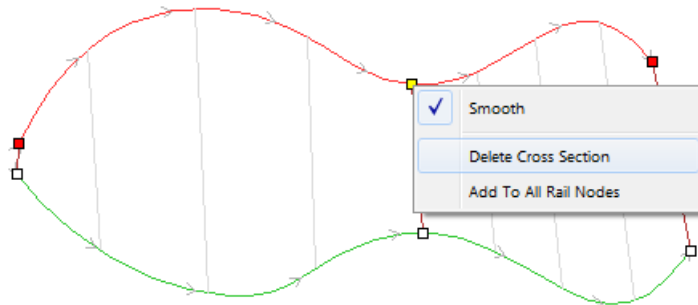 Smooth
Delete Cross Section
Add To All Rail Nodes